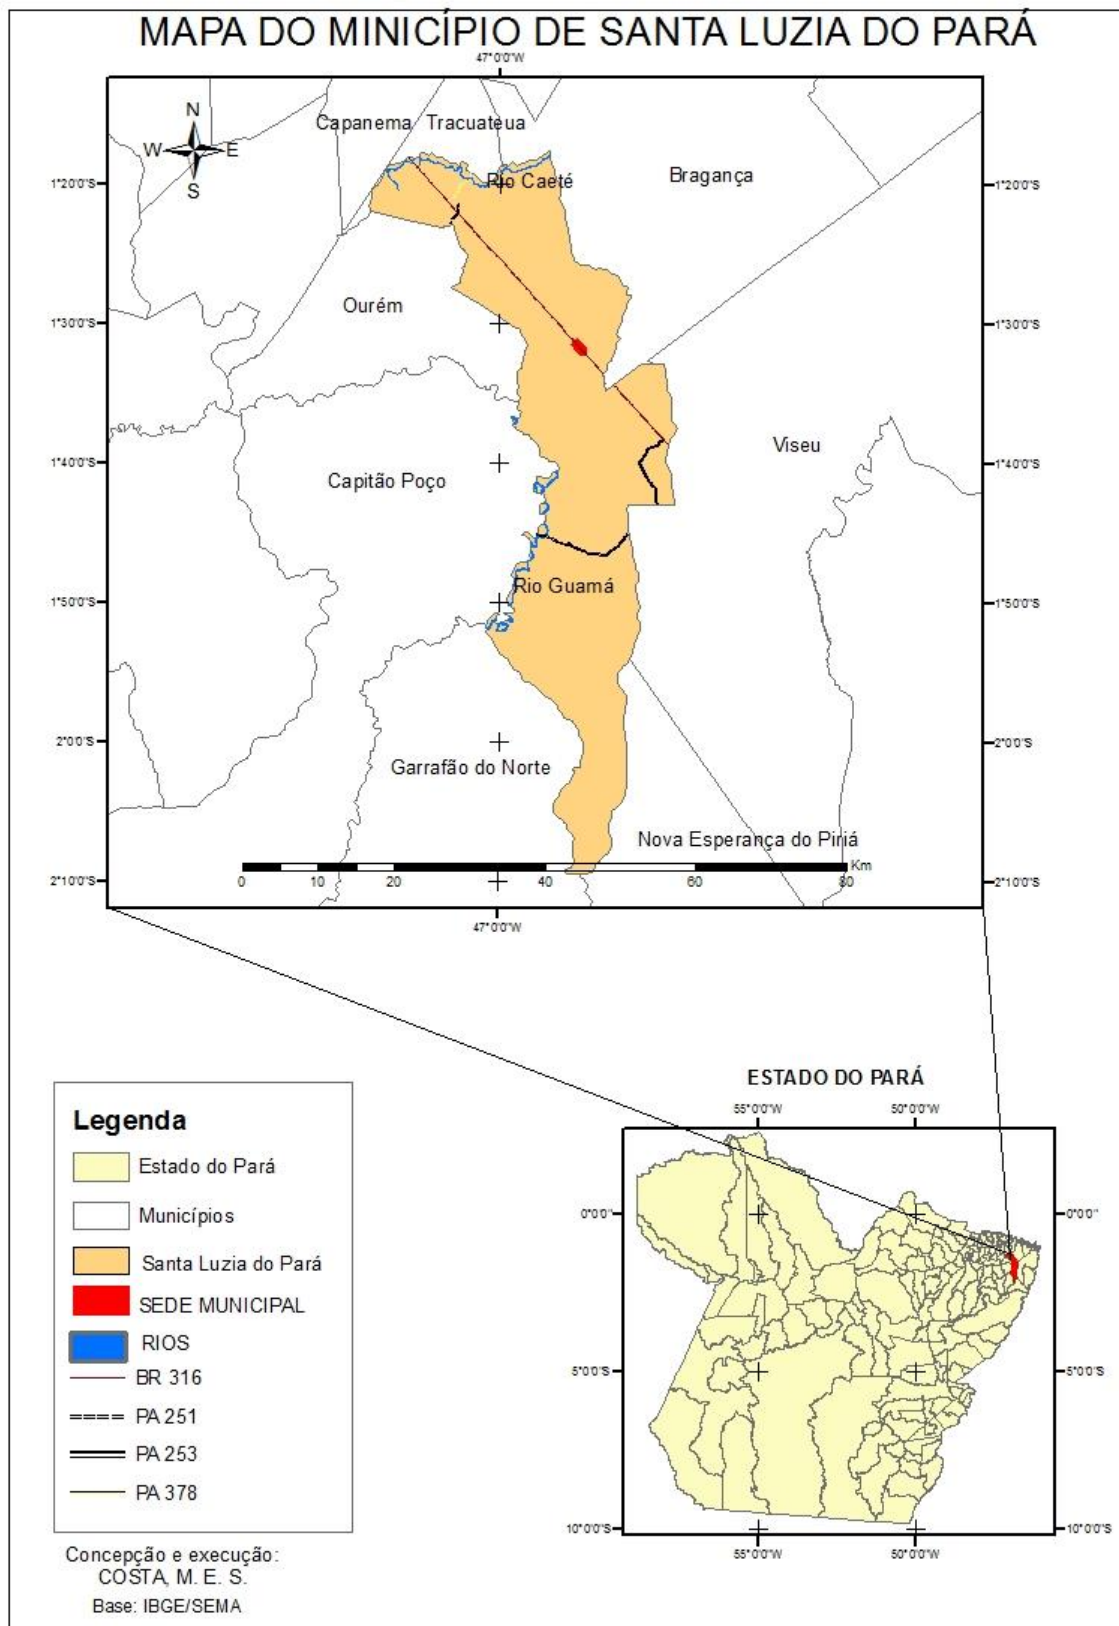 MAPA DO MINICÍPIO DE SANTA LUZIA DO PARÁ
47°0'0"W
N
W E
S
Capanema Tracuateua
Bragança
Rio Caeté
1°20'0"S 1°20'0"S
Ourém
1°30'0"S 1°30'0"S
Viseu
1°40'0"S 1°40'0"S
Capitão Poço
Rio Guamá
1°50'0"S 1°50'0"S
2°0'0"S 2°0'0"S
Garrafão do Norte
Nova Esperança do Piriá
Km
0 10 20 40 60 80
2°10'0"S 2°10'0"S
47°0'0"W
Legenda
Estado do Pará
Municípios
Santa Luzia do Pará
SEDE MUNICIPAL
RIOS
BR 316
PA 251
PA 253
PA 378
Concepção e execução:
COSTA, M. E. S.
Base: IBGE/SEMA
ESTADO DO PARÁ
55°0'0"W 50°0'0"W
0°0'0" 0°0'0"
5°0'0"S 5°0'0"S
10°0'0"S 10°0'0"S
55°0'0"W 50°0'0"W